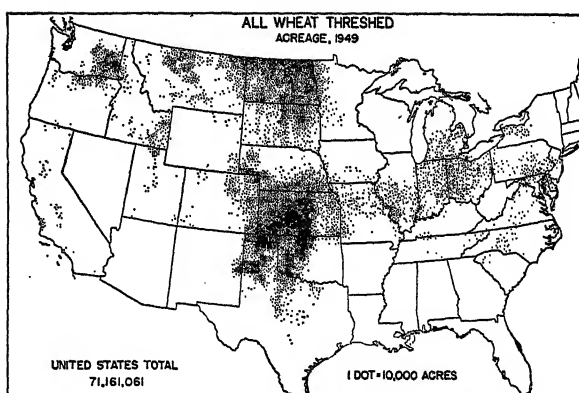 ALL WHEAT THRESHED
ACREAGE, 1949
UNITED STATES TOTAL
71,161,061
1 DOT=10,000 ACRES